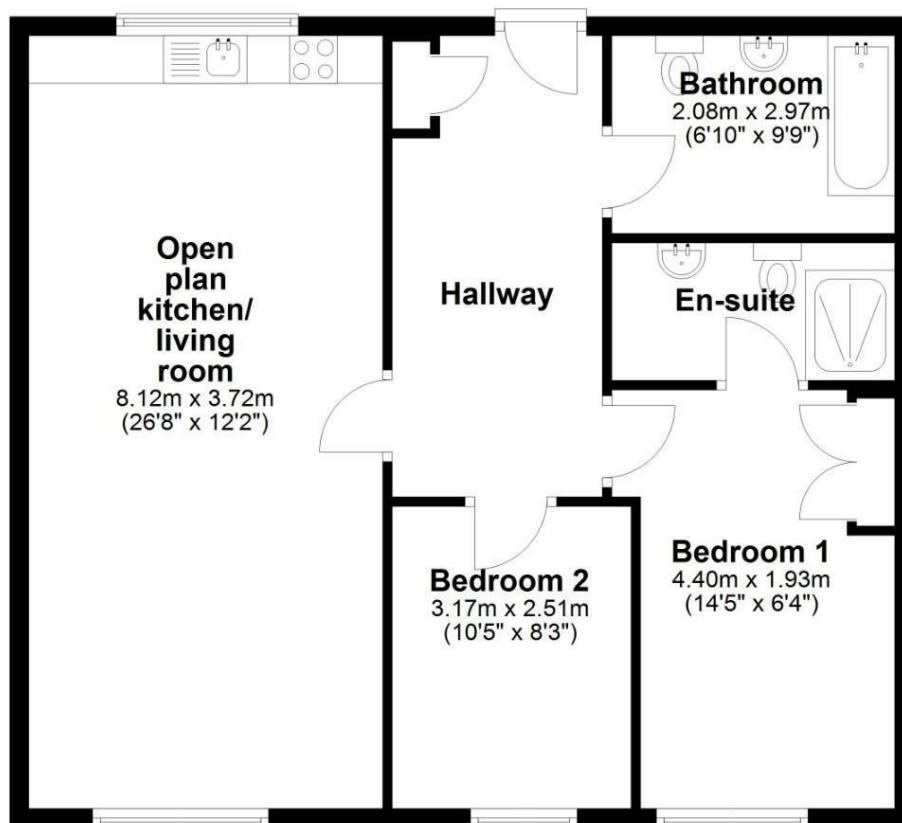 Bathroom
2.08m x 2.97m
(6'10" x 9'9")
Open
plan
kitchen/
living
room
8.12m x 3.72m
(26'8" x 12'2")
Hallway
En-suite
Bedroom 2
3.17m x 2.51m
(10'5" x 8'3")
Bedroom 1
4.40m x 1.93m
(14'5" x 6'4")